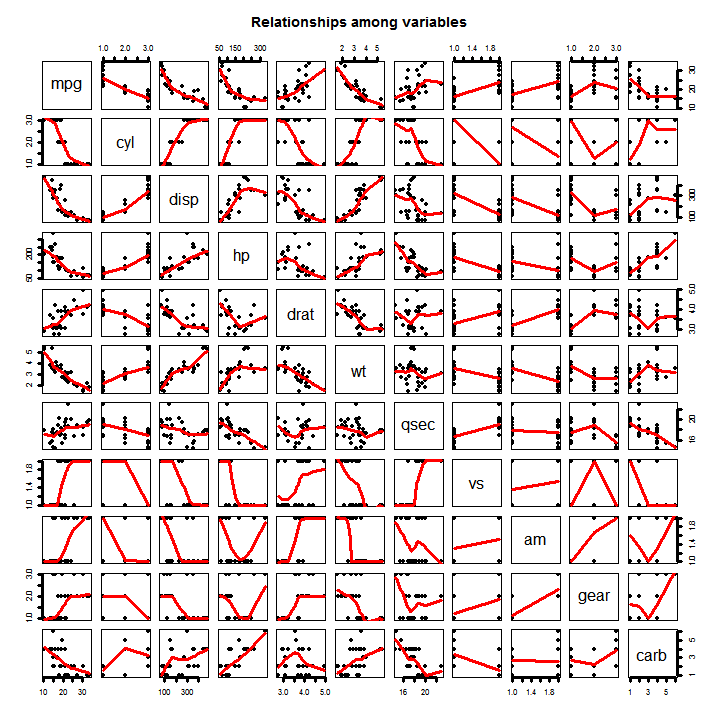 Relationships among variables
1.0 2.0 3.0 50 150 300 2 3 4 5 1.0 1.4 1.8 1.0 2.0 3.0
mpg 10 20 30
1.0 2.0 3.0 cyl
disp 100 300
50 200 hp
drat 3.0 4.0 5.0
2 3 4 5 wt
qsec 16 20
1.0 1.4 1.8 vs
am 1.0 1.4 1.8
1.0 2.0 3.0 gear
carb 1 3 5
10 20 30 100 300 3.0 4.0 5.0 16 20 1.0 1.4 1.8 1 3 5